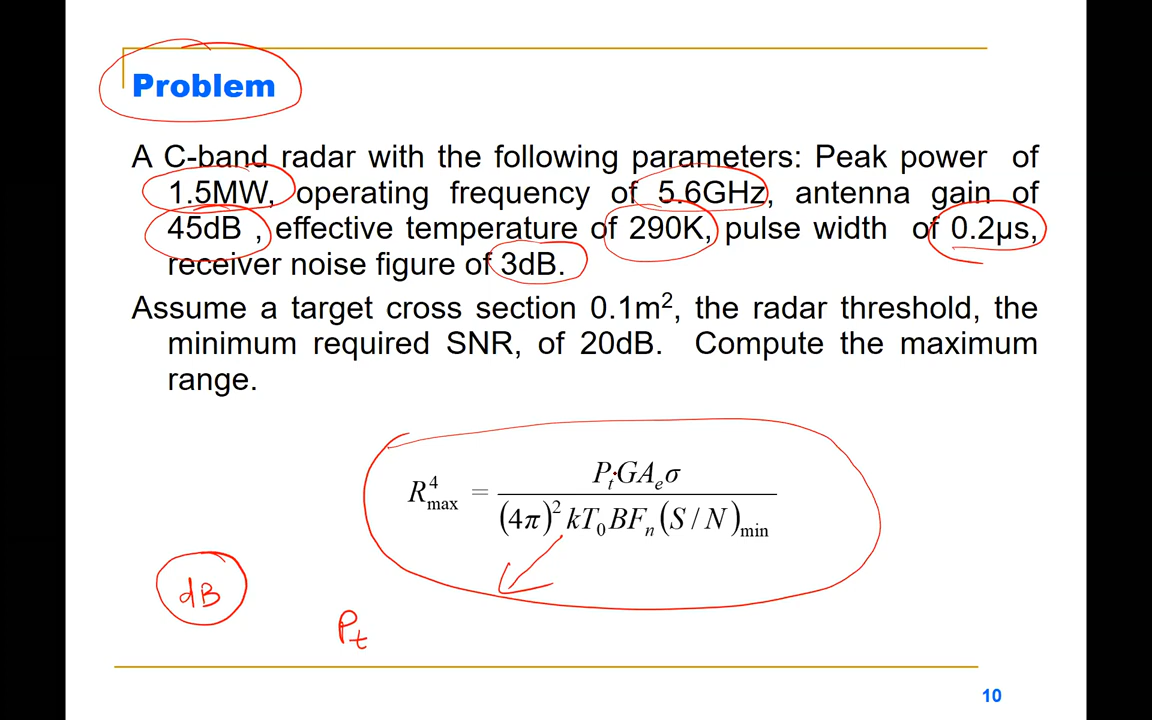 Problem
A C-band radar with the following parameters: Peak power of
1.5MW, operating frequency of 5.6GHz, antenna gain of
45dB , effective temperature of 290K, pulse width of 0.2μs,
receiver noise figure of 3dB.
Assume a target cross section 0.1m², the radar threshold, the
minimum required SNR, of 20dB. Compute the maximum
range.
R⁴max = PtGAeσ / (4π)² kT₀BFn (S / N)min
dB
Pt
10